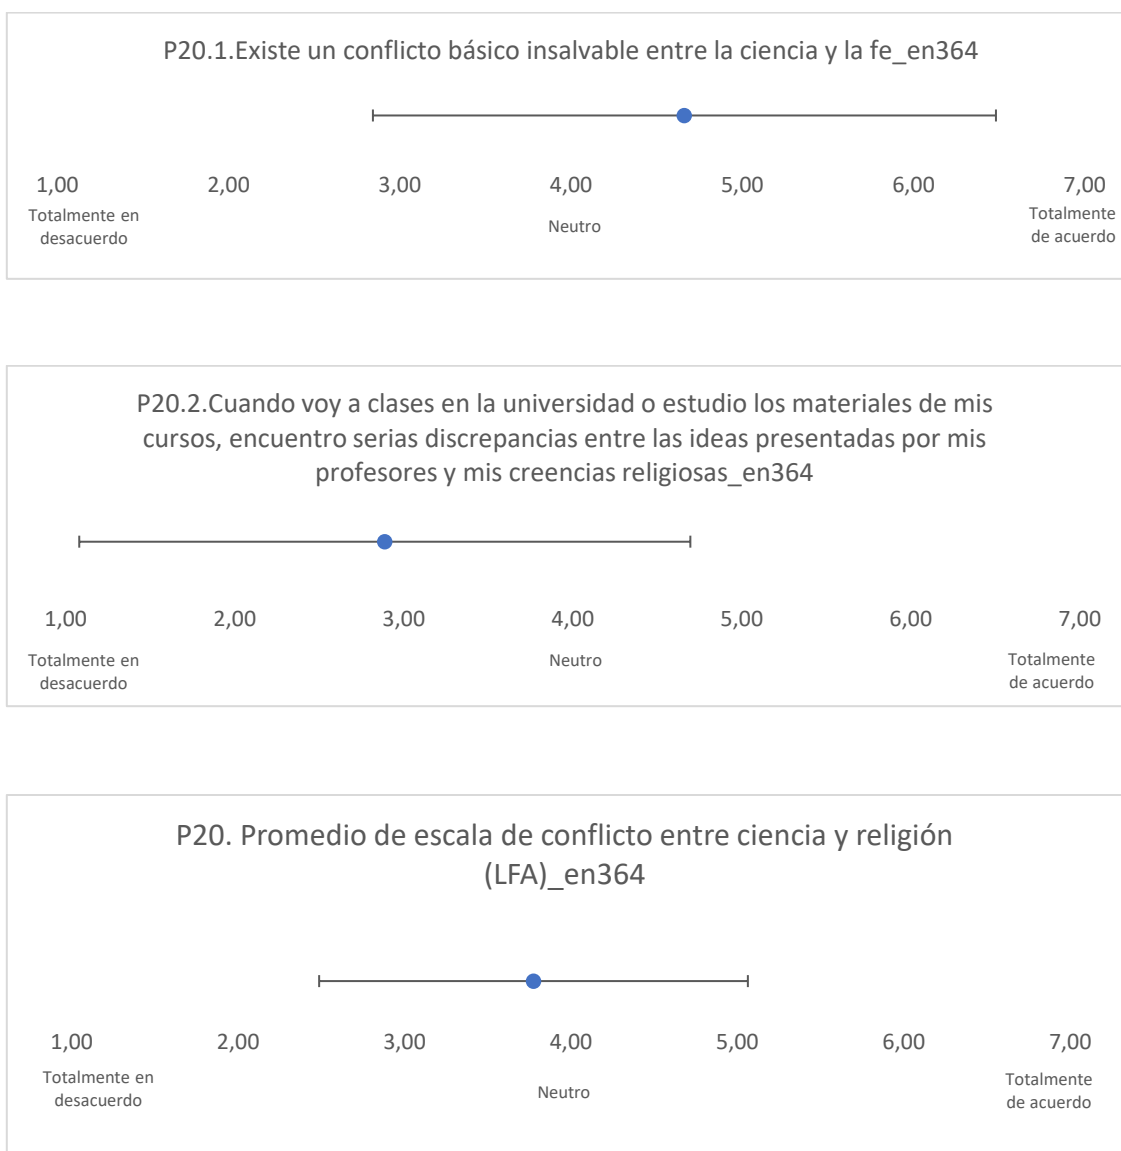 P20.1.Existe un conflicto básico insalvable entre la ciencia y la fe_en364
1,00 2,00 3,00 4,00 5,00 6,00 7,00
Totalmente en
desacuerdo
Neutro
Totalmente
de acuerdo
P20.2.Cuando voy a clases en la universidad o estudio los materiales de mis
cursos, encuentro serias discrepancias entre las ideas presentadas por mis
profesores y mis creencias religiosas_en364
1,00 2,00 3,00 4,00 5,00 6,00 7,00
Totalmente en
desacuerdo
Neutro
Totalmente
de acuerdo
P20. Promedio de escala de conflicto entre ciencia y religión
(LFA)_en364
1,00 2,00 3,00 4,00 5,00 6,00 7,00
Totalmente en
desacuerdo
Neutro
Totalmente
de acuerdo